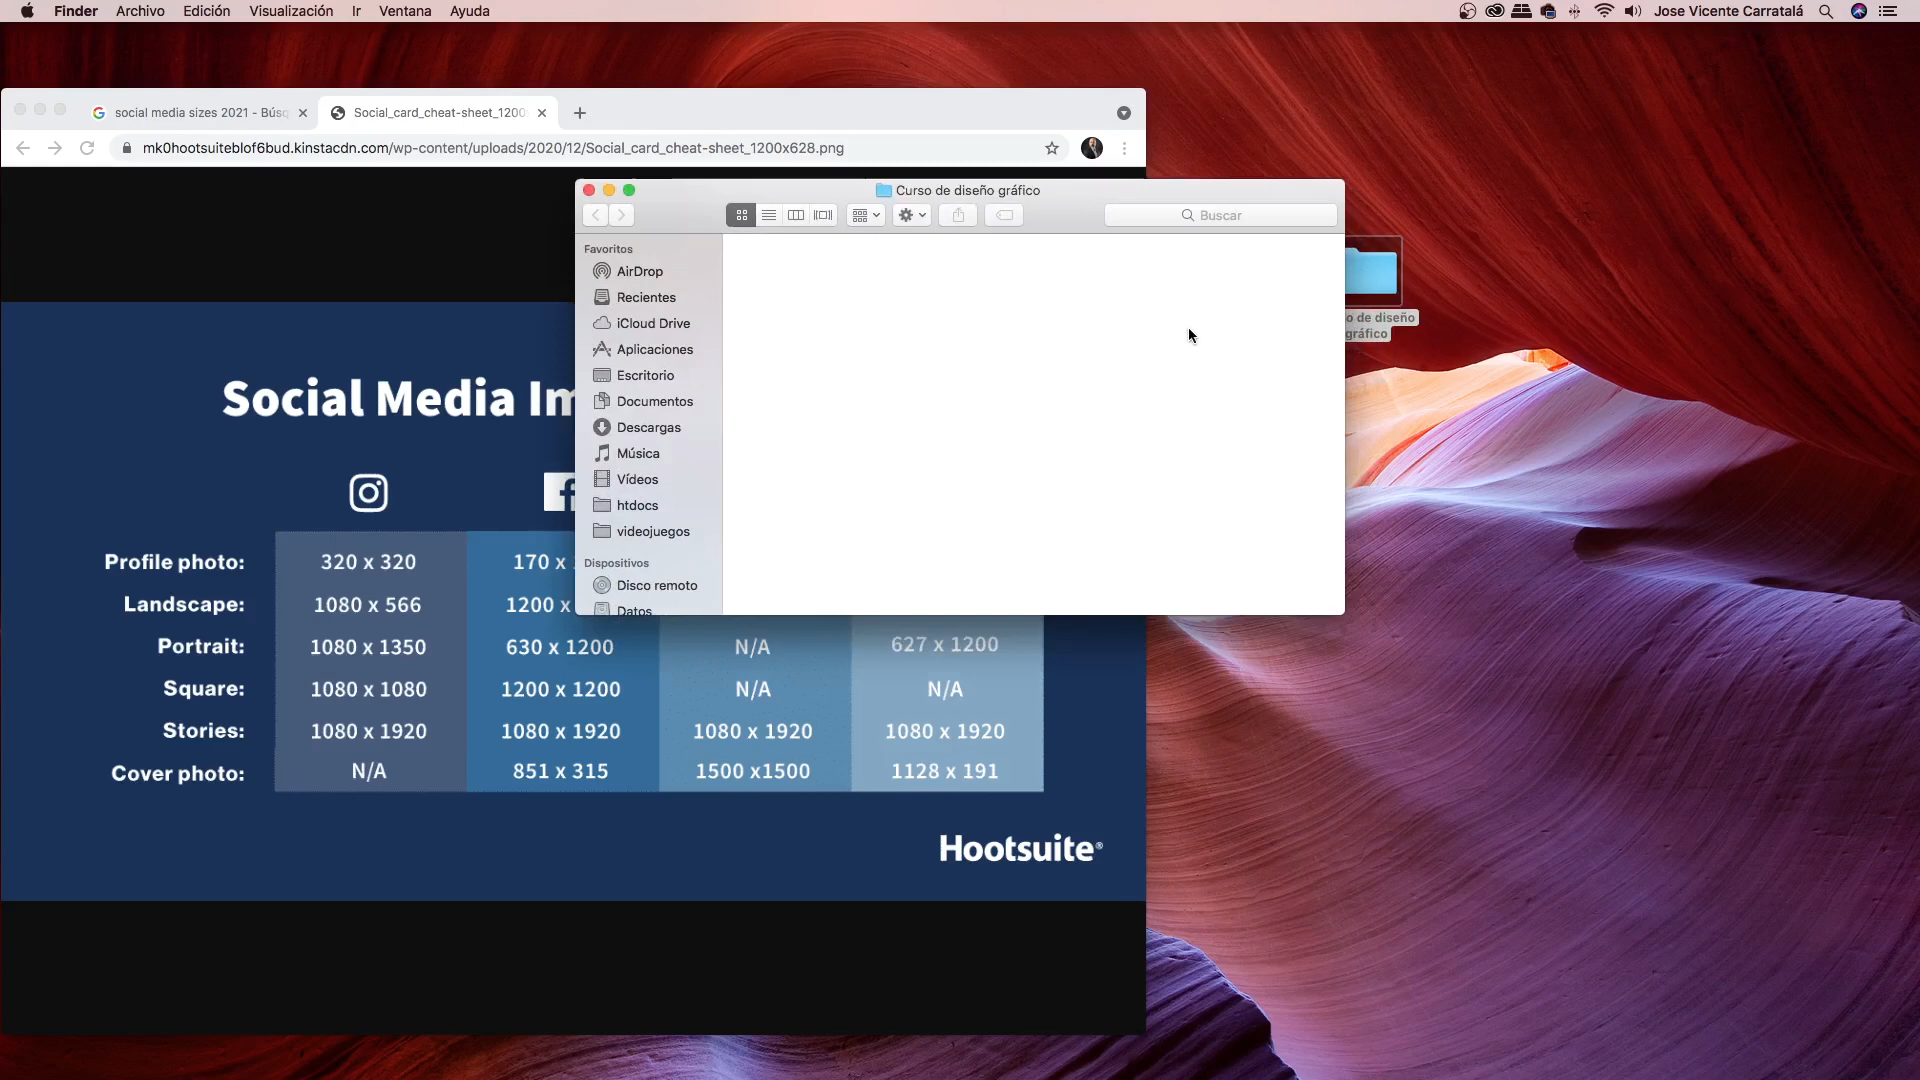 Finder Archivo Edición Visualización Ir Ventana Ayuda
Jose Vicente Carratalá
social media sizes 2021 - Búsq
Social_card_cheat-sheet_1200
mk0hootsuiteblof6bud.kinstacdn.com/wp-content/uploads/2020/12/Social_card_cheat-sheet_1200x628.png
Curso de diseño gráfico
Buscar
Favoritos
AirDrop
Recientes
iCloud Drive
Aplicaciones
Escritorio
Documentos
Descargas
Música
Vídeos
htdocs
videojuegos
Dispositivos
Disco remoto
Datos
o de diseño
gráfico
Social Media Im
Profile photo: 320 x 320 170 x
Landscape: 1080 x 566 1200 x
Portrait: 1080 x 1350 630 x 1200 N/A 627 x 1200
Square: 1080 x 1080 1200 x 1200 N/A N/A
Stories: 1080 x 1920 1080 x 1920 1080 x 1920 1080 x 1920
Cover photo: N/A 851 x 315 1500 x1500 1128 x 191
Hootsuite®